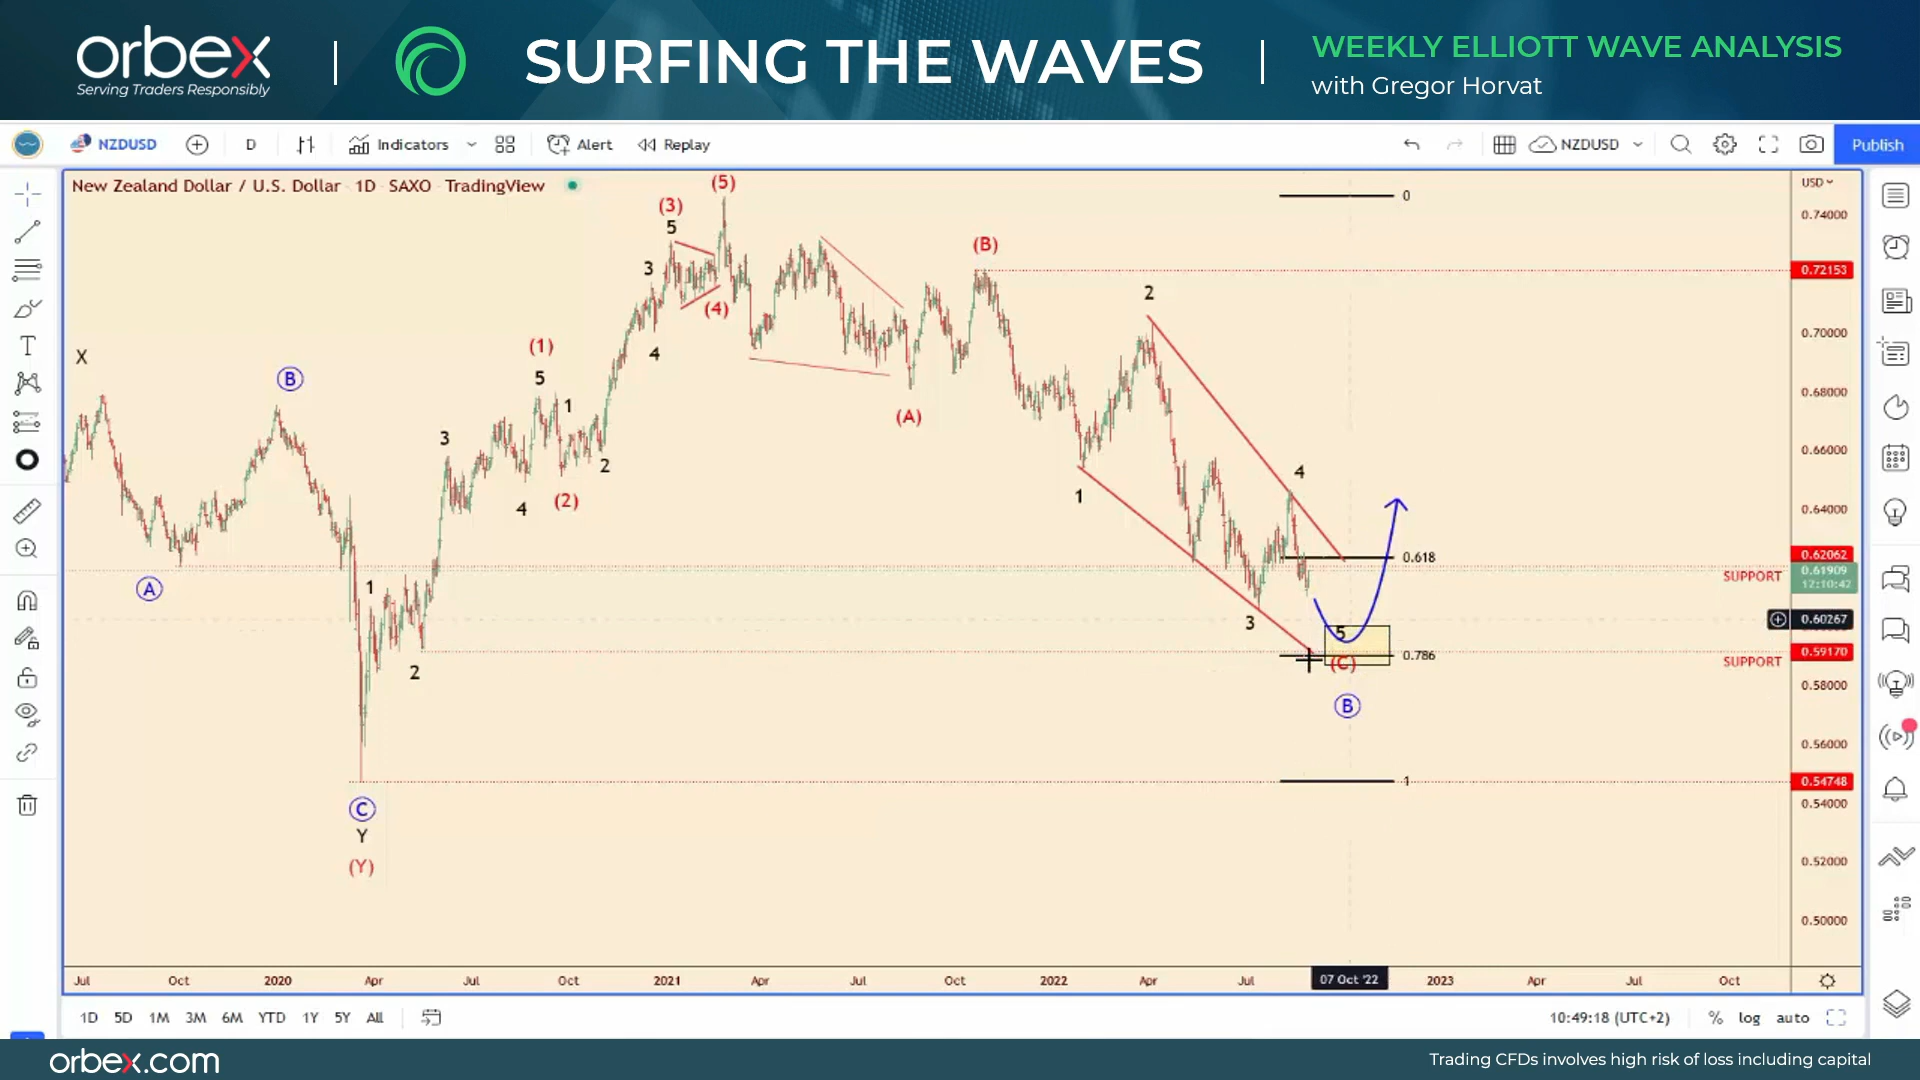 orbex
Serving Traders Responsibly
SURFING THE WAVES
WEEKLY ELLIOTT WAVE ANALYSIS
with Gregor Horvat
NZDUSD
D
Indicators
Alert
Replay
NZDUSD
Publish
New Zealand Dollar / U.S. Dollar · 1D · SAXO · TradingView
USD
(5)
0
(3)
0.74000
5
(B)
3
0.72153
2
(4)
0.70000
(1)
4
X
B
5
0.68000
1
(A)
3
0.66000
2
4
(2)
1
4
0.64000
0.618
0.62062
SUPPORT
0.61909
12:10:42
A
1
3
0.60267
5
0.786
0.59170
SUPPORT
(C)
2
0.58000
B
0.56000
1
0.54748
C
0.54000
Y
(Y)
0.52000
0.50000
Jul
Oct
2020
Apr
Jul
Oct
2021
Apr
Jul
Oct
2022
Apr
Jul
07 Oct '22
2023
Apr
Jul
Oct
1D 5D 1M 3M 6M YTD 1Y 5Y All
10:49:18 (UTC+2)
% log auto
orbex.com
Trading CFDs involves high risk of loss including capital